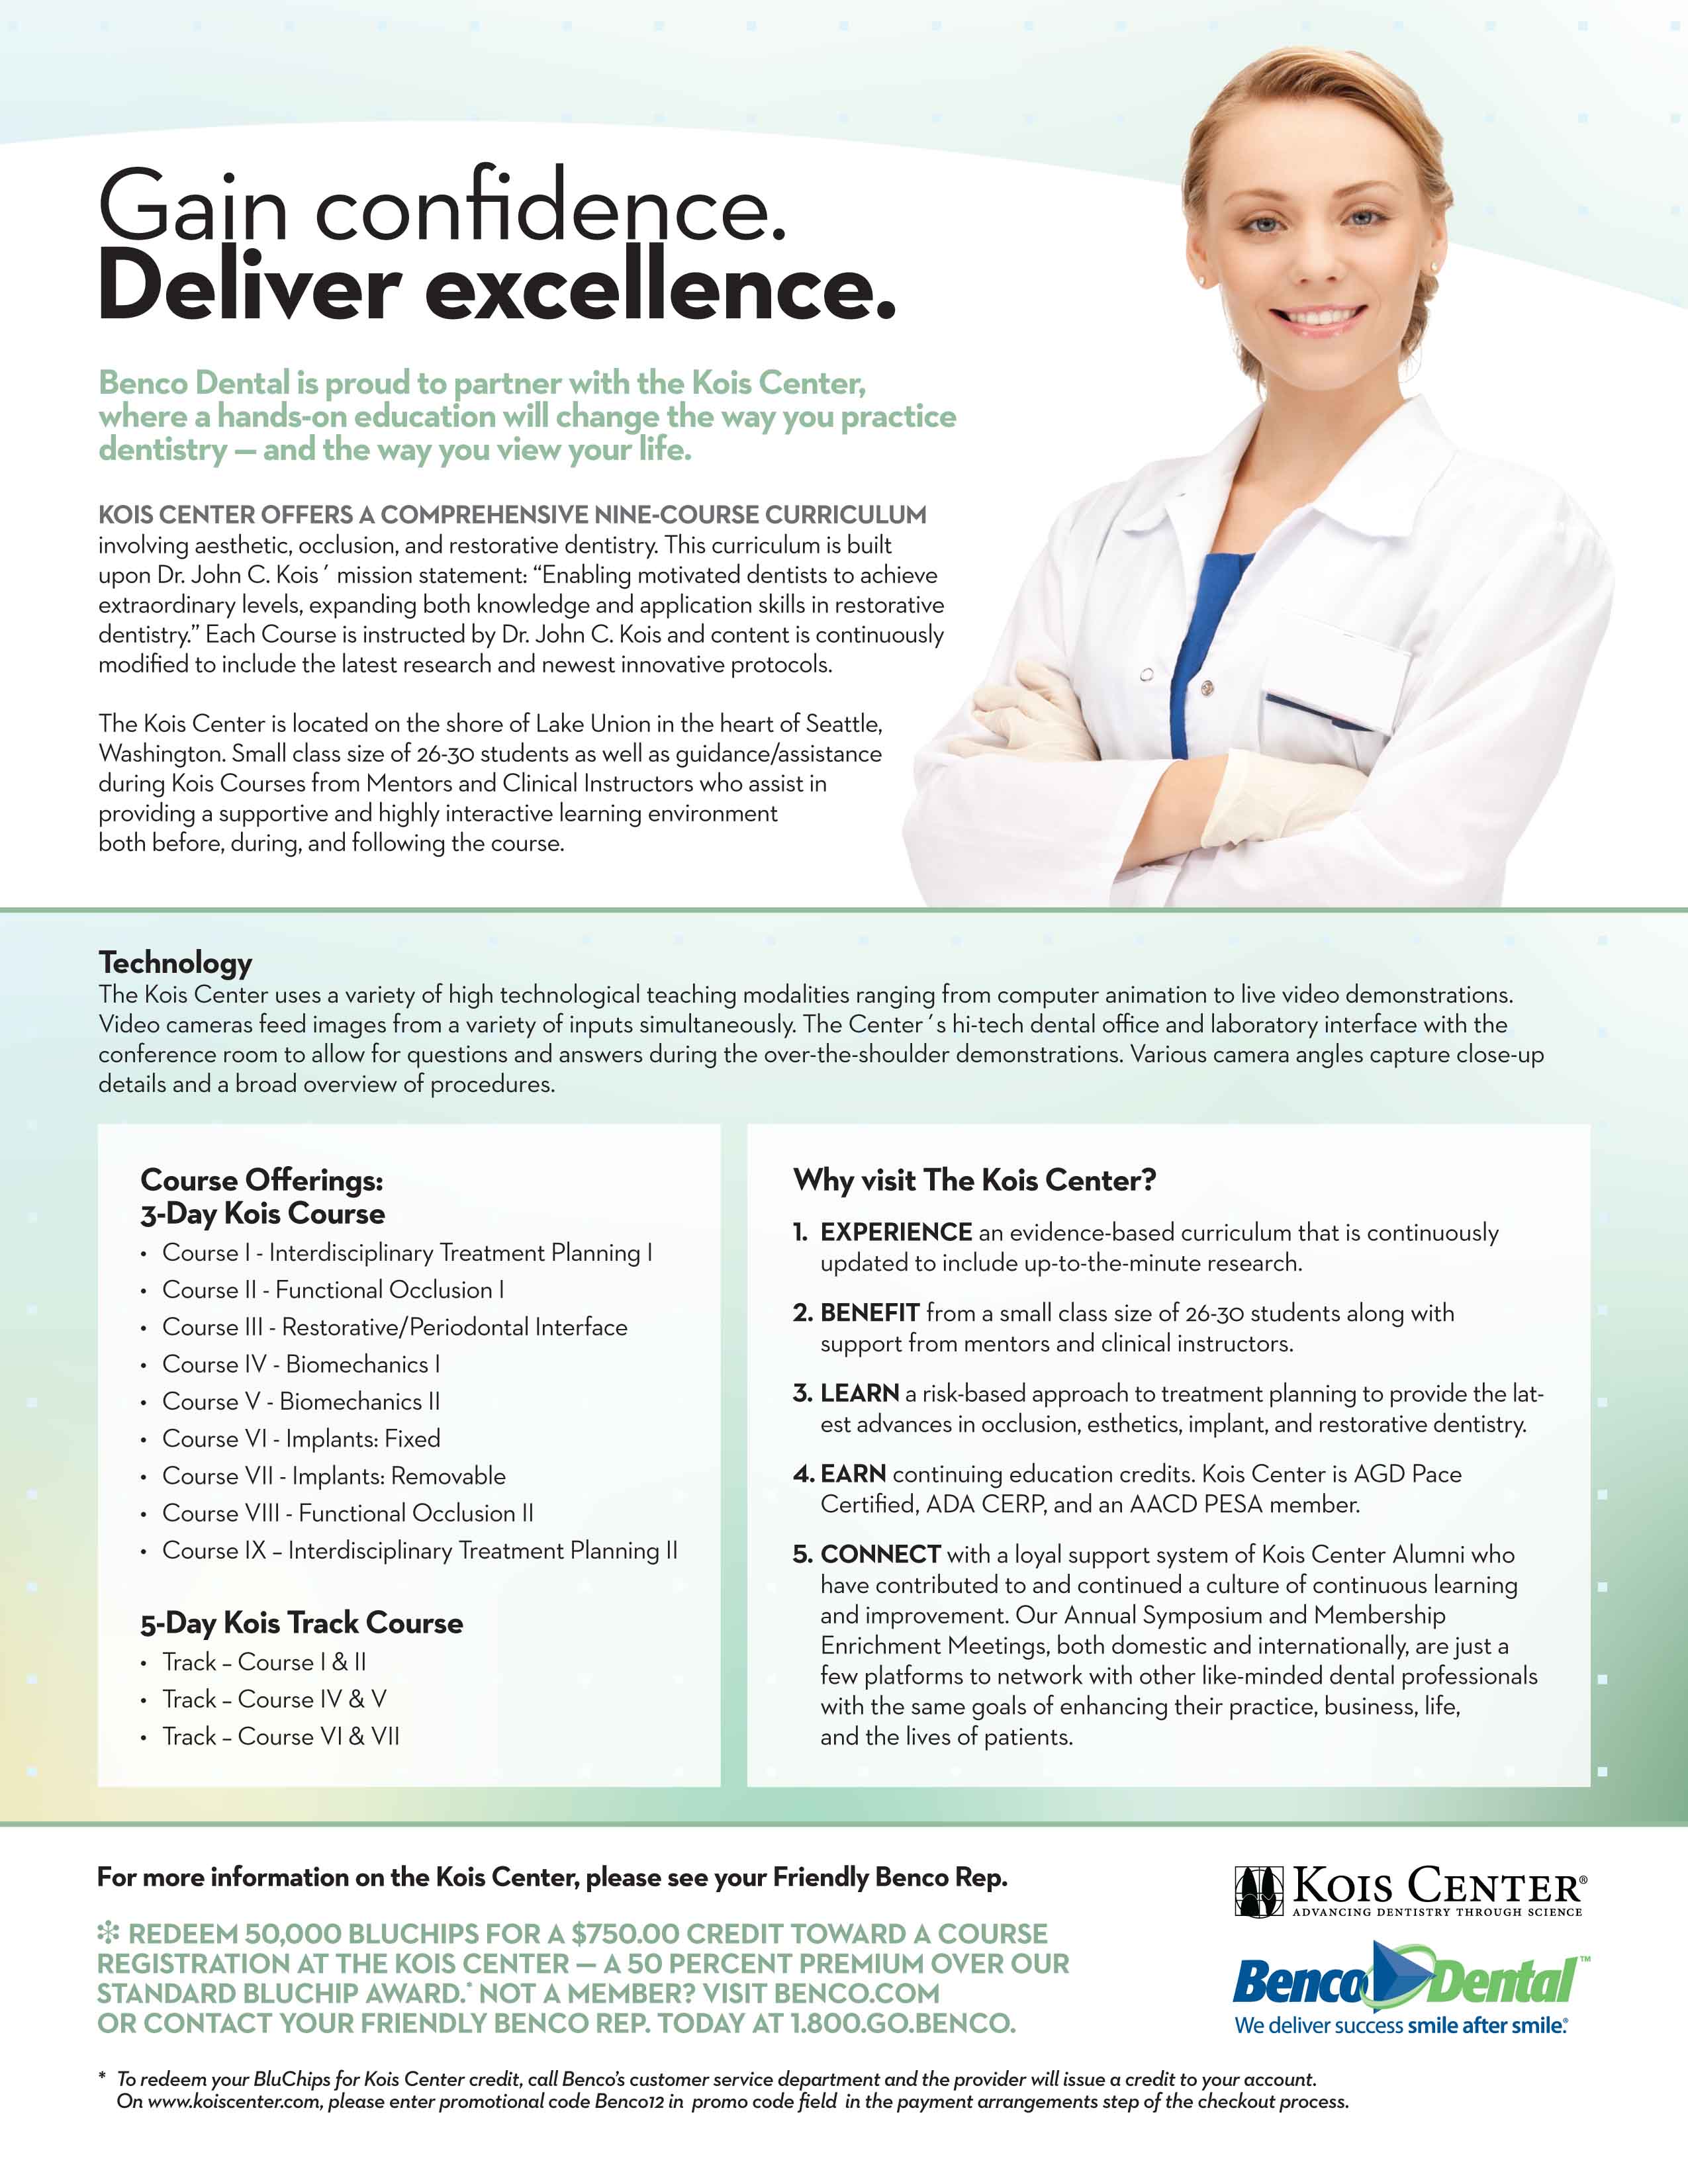 Gain confidence.
Deliver excellence.
Benco Dental is proud to partner with the Kois Center,
where a hands-on education will change the way you practice
dentistry — and the way you view your life.
KOIS CENTER OFFERS A COMPREHENSIVE NINE-COURSE CURRICULUM
involving aesthetic, occlusion, and restorative dentistry. This curriculum is built
upon Dr. John C. Kois´ mission statement: “Enabling motivated dentists to achieve
extraordinary levels, expanding both knowledge and application skills in restorative
dentistry.” Each Course is instructed by Dr. John C. Kois and content is continuously
modified to include the latest research and newest innovative protocols.
The Kois Center is located on the shore of Lake Union in the heart of Seattle,
Washington. Small class size of 26-30 students as well as guidance/assistance
during Kois Courses from Mentors and Clinical Instructors who assist in
providing a supportive and highly interactive learning environment
both before, during, and following the course.
Technology
The Kois Center uses a variety of high technological teaching modalities ranging from computer animation to live video demonstrations.
Video cameras feed images from a variety of inputs simultaneously. The Center´s hi-tech dental office and laboratory interface with the
conference room to allow for questions and answers during the over-the-shoulder demonstrations. Various camera angles capture close-up
details and a broad overview of procedures.
Course Offerings:
3-Day Kois Course
• Course I - Interdisciplinary Treatment Planning I
• Course II - Functional Occlusion I
• Course III - Restorative/Periodontal Interface
• Course IV - Biomechanics I
• Course V - Biomechanics II
• Course VI - Implants: Fixed
• Course VII - Implants: Removable
• Course VIII - Functional Occlusion II
• Course IX – Interdisciplinary Treatment Planning II
5-Day Kois Track Course
• Track – Course I & II
• Track – Course IV & V
• Track – Course VI & VII
Why visit The Kois Center?
1. EXPERIENCE an evidence-based curriculum that is continuously
updated to include up-to-the-minute research.
2. BENEFIT from a small class size of 26-30 students along with
support from mentors and clinical instructors.
3. LEARN a risk-based approach to treatment planning to provide the lat-
est advances in occlusion, esthetics, implant, and restorative dentistry.
4. EARN continuing education credits. Kois Center is AGD Pace
Certified, ADA CERP, and an AACD PESA member.
5. CONNECT with a loyal support system of Kois Center Alumni who
have contributed to and continued a culture of continuous learning
and improvement. Our Annual Symposium and Membership
Enrichment Meetings, both domestic and internationally, are just a
few platforms to network with other like-minded dental professionals
with the same goals of enhancing their practice, business, life,
and the lives of patients.
For more information on the Kois Center, please see your Friendly Benco Rep.
❇ REDEEM 50,000 BLUCHIPS FOR A $750.00 CREDIT TOWARD A COURSE
REGISTRATION AT THE KOIS CENTER — A 50 PERCENT PREMIUM OVER OUR
STANDARD BLUCHIP AWARD.* NOT A MEMBER? VISIT BENCO.COM
OR CONTACT YOUR FRIENDLY BENCO REP. TODAY AT 1.800.GO.BENCO.
KOIS CENTER®
ADVANCING DENTISTRY THROUGH SCIENCE
Benco Dental™
We deliver success smile after smile.®
* To redeem your BluChips for Kois Center credit, call Benco’s customer service department and the provider will issue a credit to your account.
On www.koiscenter.com, please enter promotional code Benco12 in promo code field in the payment arrangements step of the checkout process.